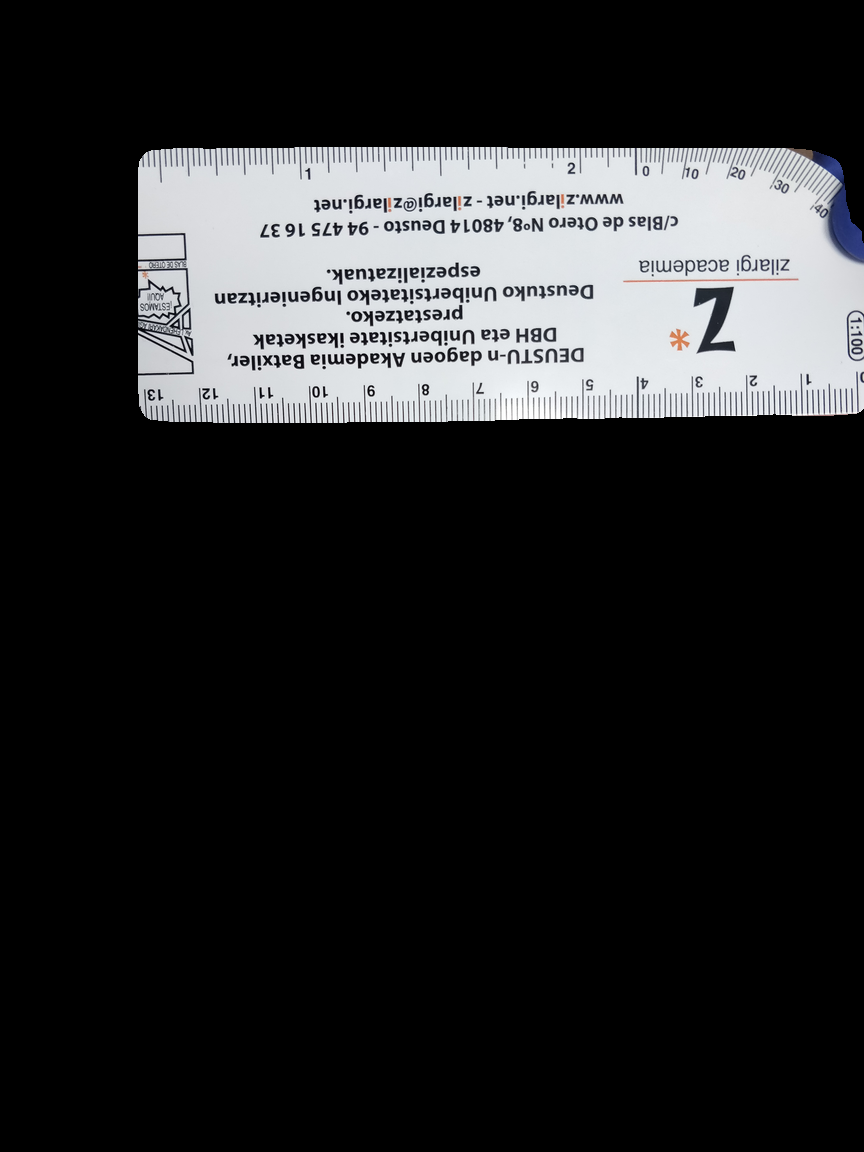 0 1 2 3 4 5 6 7 8 9 10 11 12 13
1:100
Z*
zilargi academia
DEUSTU-n dagoen Akademia Batxiler,
DBH eta Unibertsitate ikasketak
prestatzeko.
Deustuko Unibertsitateko Ingenieritzan
espezializatuak.
c/Blas de Otero Nº8, 48014 Deusto - 94 475 16 37
www.zilargi.net - zilargi@zilargi.net
¡ESTAMOS
AQUÍ!
BLAS DE OTERO
1 2 0 10 20 30 40